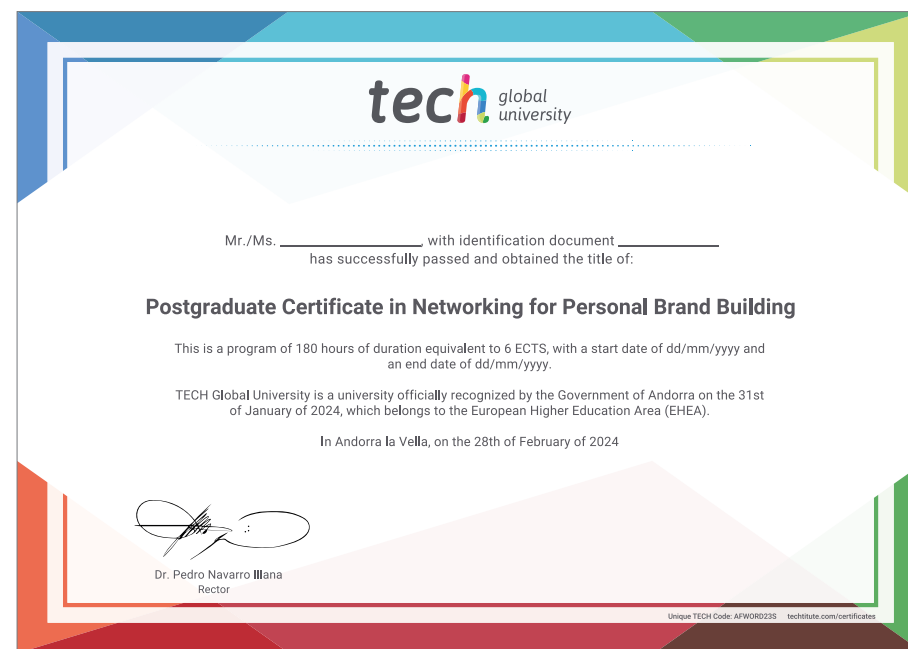 tech global university
Mr./Ms. ____________, with identification document ____________
has successfully passed and obtained the title of:
Postgraduate Certificate in Networking for Personal Brand Building
This is a program of 180 hours of duration equivalent to 6 ECTS, with a start date of dd/mm/yyyy and
an end date of dd/mm/yyyy.
TECH Global University is a university officially recognized by the Government of Andorra on the 31st
of January of 2024, which belongs to the European Higher Education Area (EHEA).
In Andorra la Vella, on the 28th of February of 2024
Dr. Pedro Navarro Illana
Rector
Unique TECH Code: AFWORD23S techtitute.com/certificates